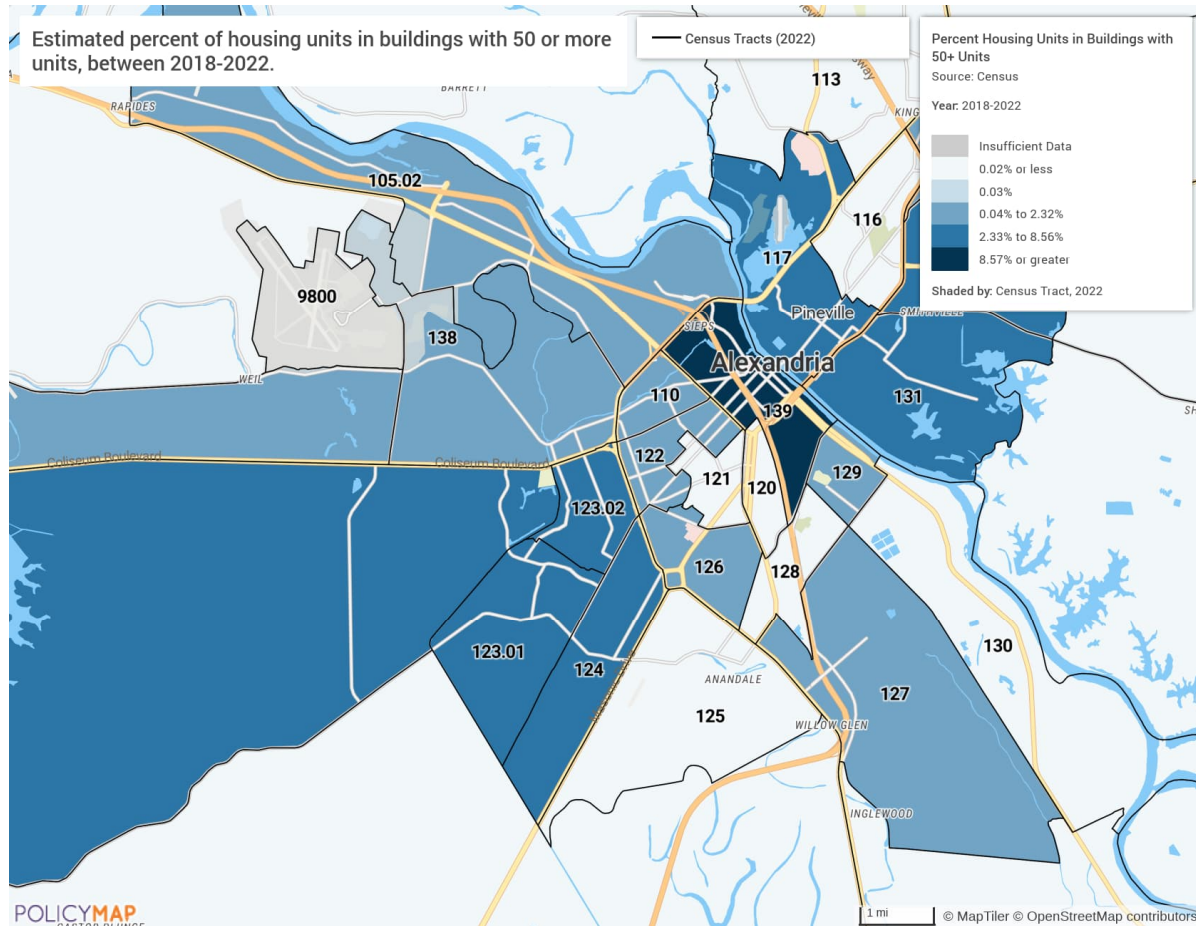 Estimated percent of housing units in buildings with 50 or more
units, between 2018-2022.
Census Tracts (2022)
Percent Housing Units in Buildings with
50+ Units
Source: Census
Year: 2018-2022
Insufficient Data
0.02% or less
0.03%
0.04% to 2.32%
2.33% to 8.56%
8.57% or greater
Shaded by: Census Tract, 2022
BARRETT
RAPIDES
113
105.02
116
117
9800
138
SIEPS
Pineville
Alexandria
WEIL
110
139
131
Coliseum Boulevard
Coliseum Boulevard
122
121
120
129
123.02
126
128
123.01
124
130
ANANDALE
127
125
WILLOW GLEN
INGLEWOOD
POLICYMAP
1 mi
© MapTiler © OpenStreetMap contributors